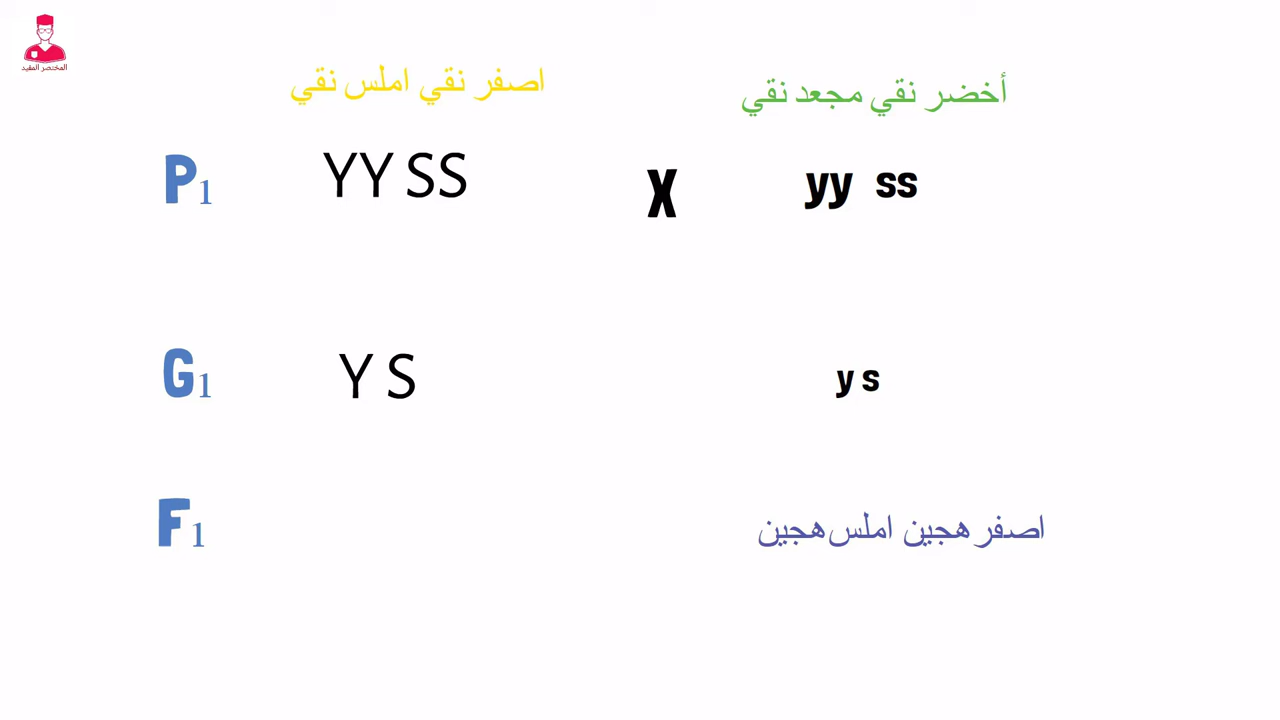 المختصر المفيد
اصفر نقي املس نقي
أخضر نقي مجعد نقي
P1 YY SS X yy ss
G1 Y S y s
F1 اصفر هجين املس هجين